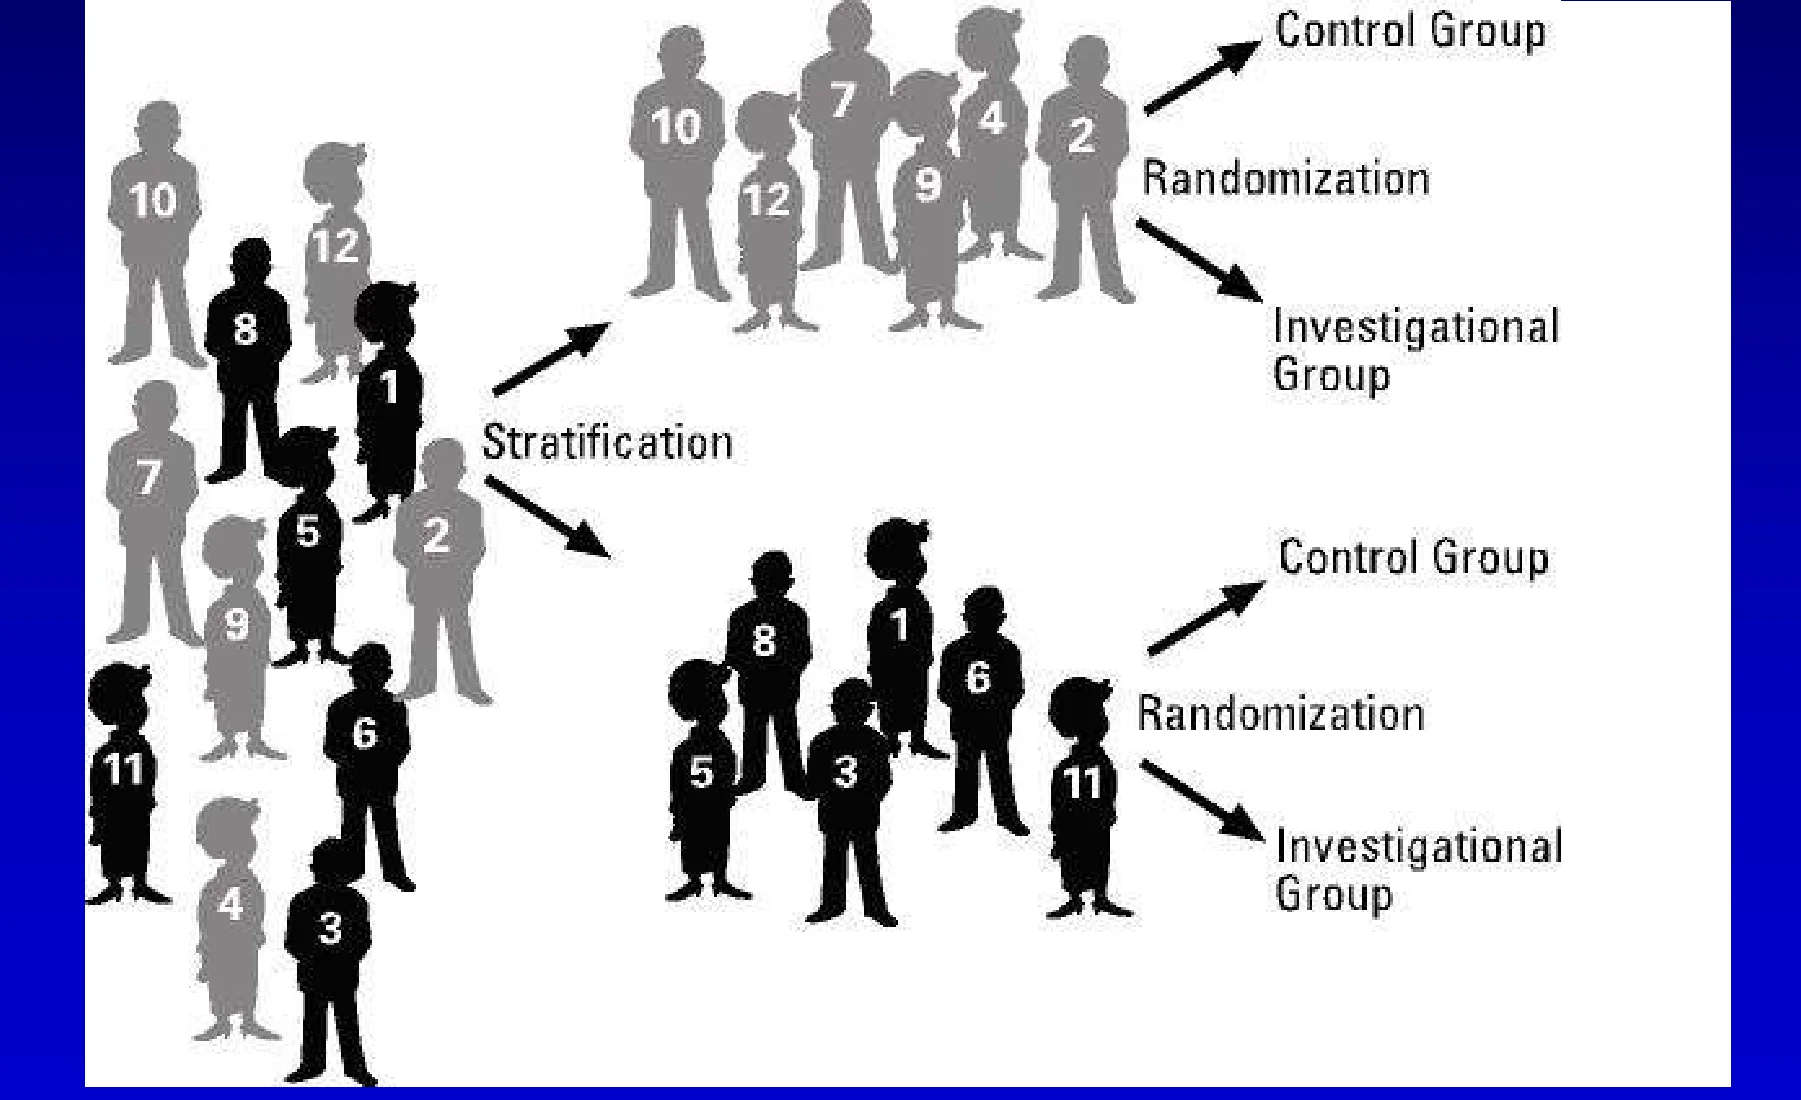 Control Group
10
12
7
9
4
2
Randomization
Investigational
Group
10
12
8
1
7
5
2
9
6
11
4
3
Stratification
8
1
6
5
3
11
Control Group
Randomization
Investigational
Group